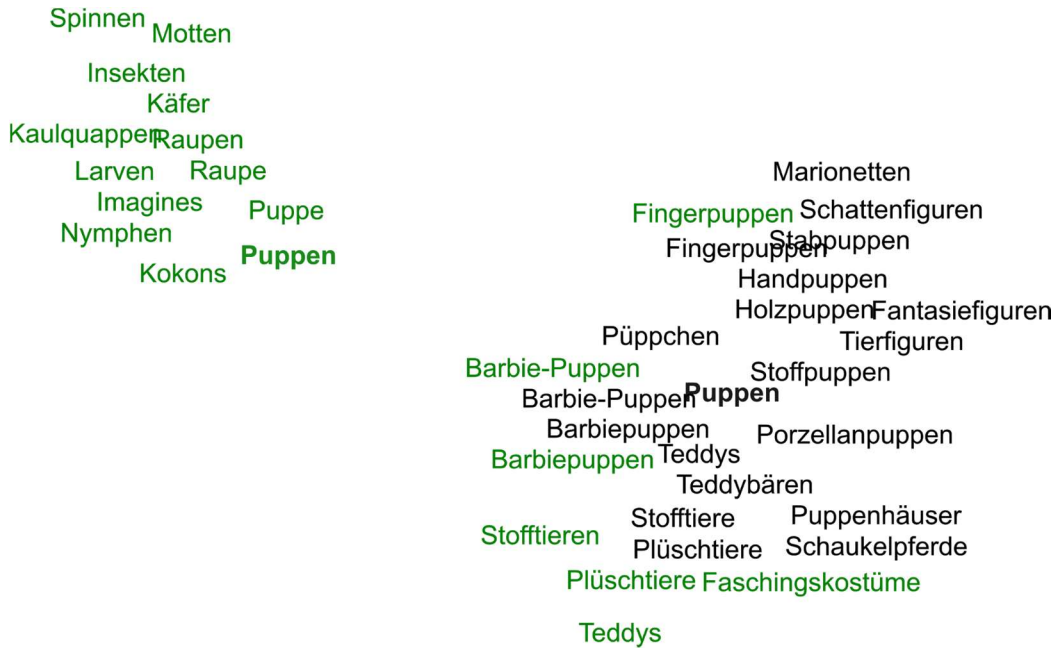 Spinnen
Motten
Insekten
Käfer
Kaulquappen
Raupen
Larven
Raupe
Imagines
Puppe
Nymphen
Puppen
Kokons
Marionetten
Fingerpuppen
Schattenfiguren
Fingerpuppen
Stabpuppen
Handpuppen
Holzpuppen
Fantasiefiguren
Püppchen
Tierfiguren
Barbie-Puppen
Stoffpuppen
Barbie-Puppen
Puppen
Barbiepuppen
Porzellanpuppen
Barbiepuppen
Teddys
Teddybären
Stofftiere
Puppenhäuser
Stofftieren
Plüschtiere
Schaukelpferde
Plüschtiere
Faschingskostüme
Teddys